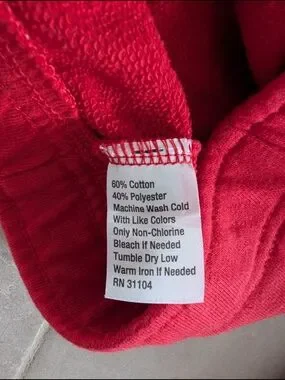 60% Cotton
40% Polyester
Machine Wash Cold
With Like Colors
Only Non-Chlorine
Bleach If Needed
Tumble Dry Low
Warm Iron If Needed
RN 31104